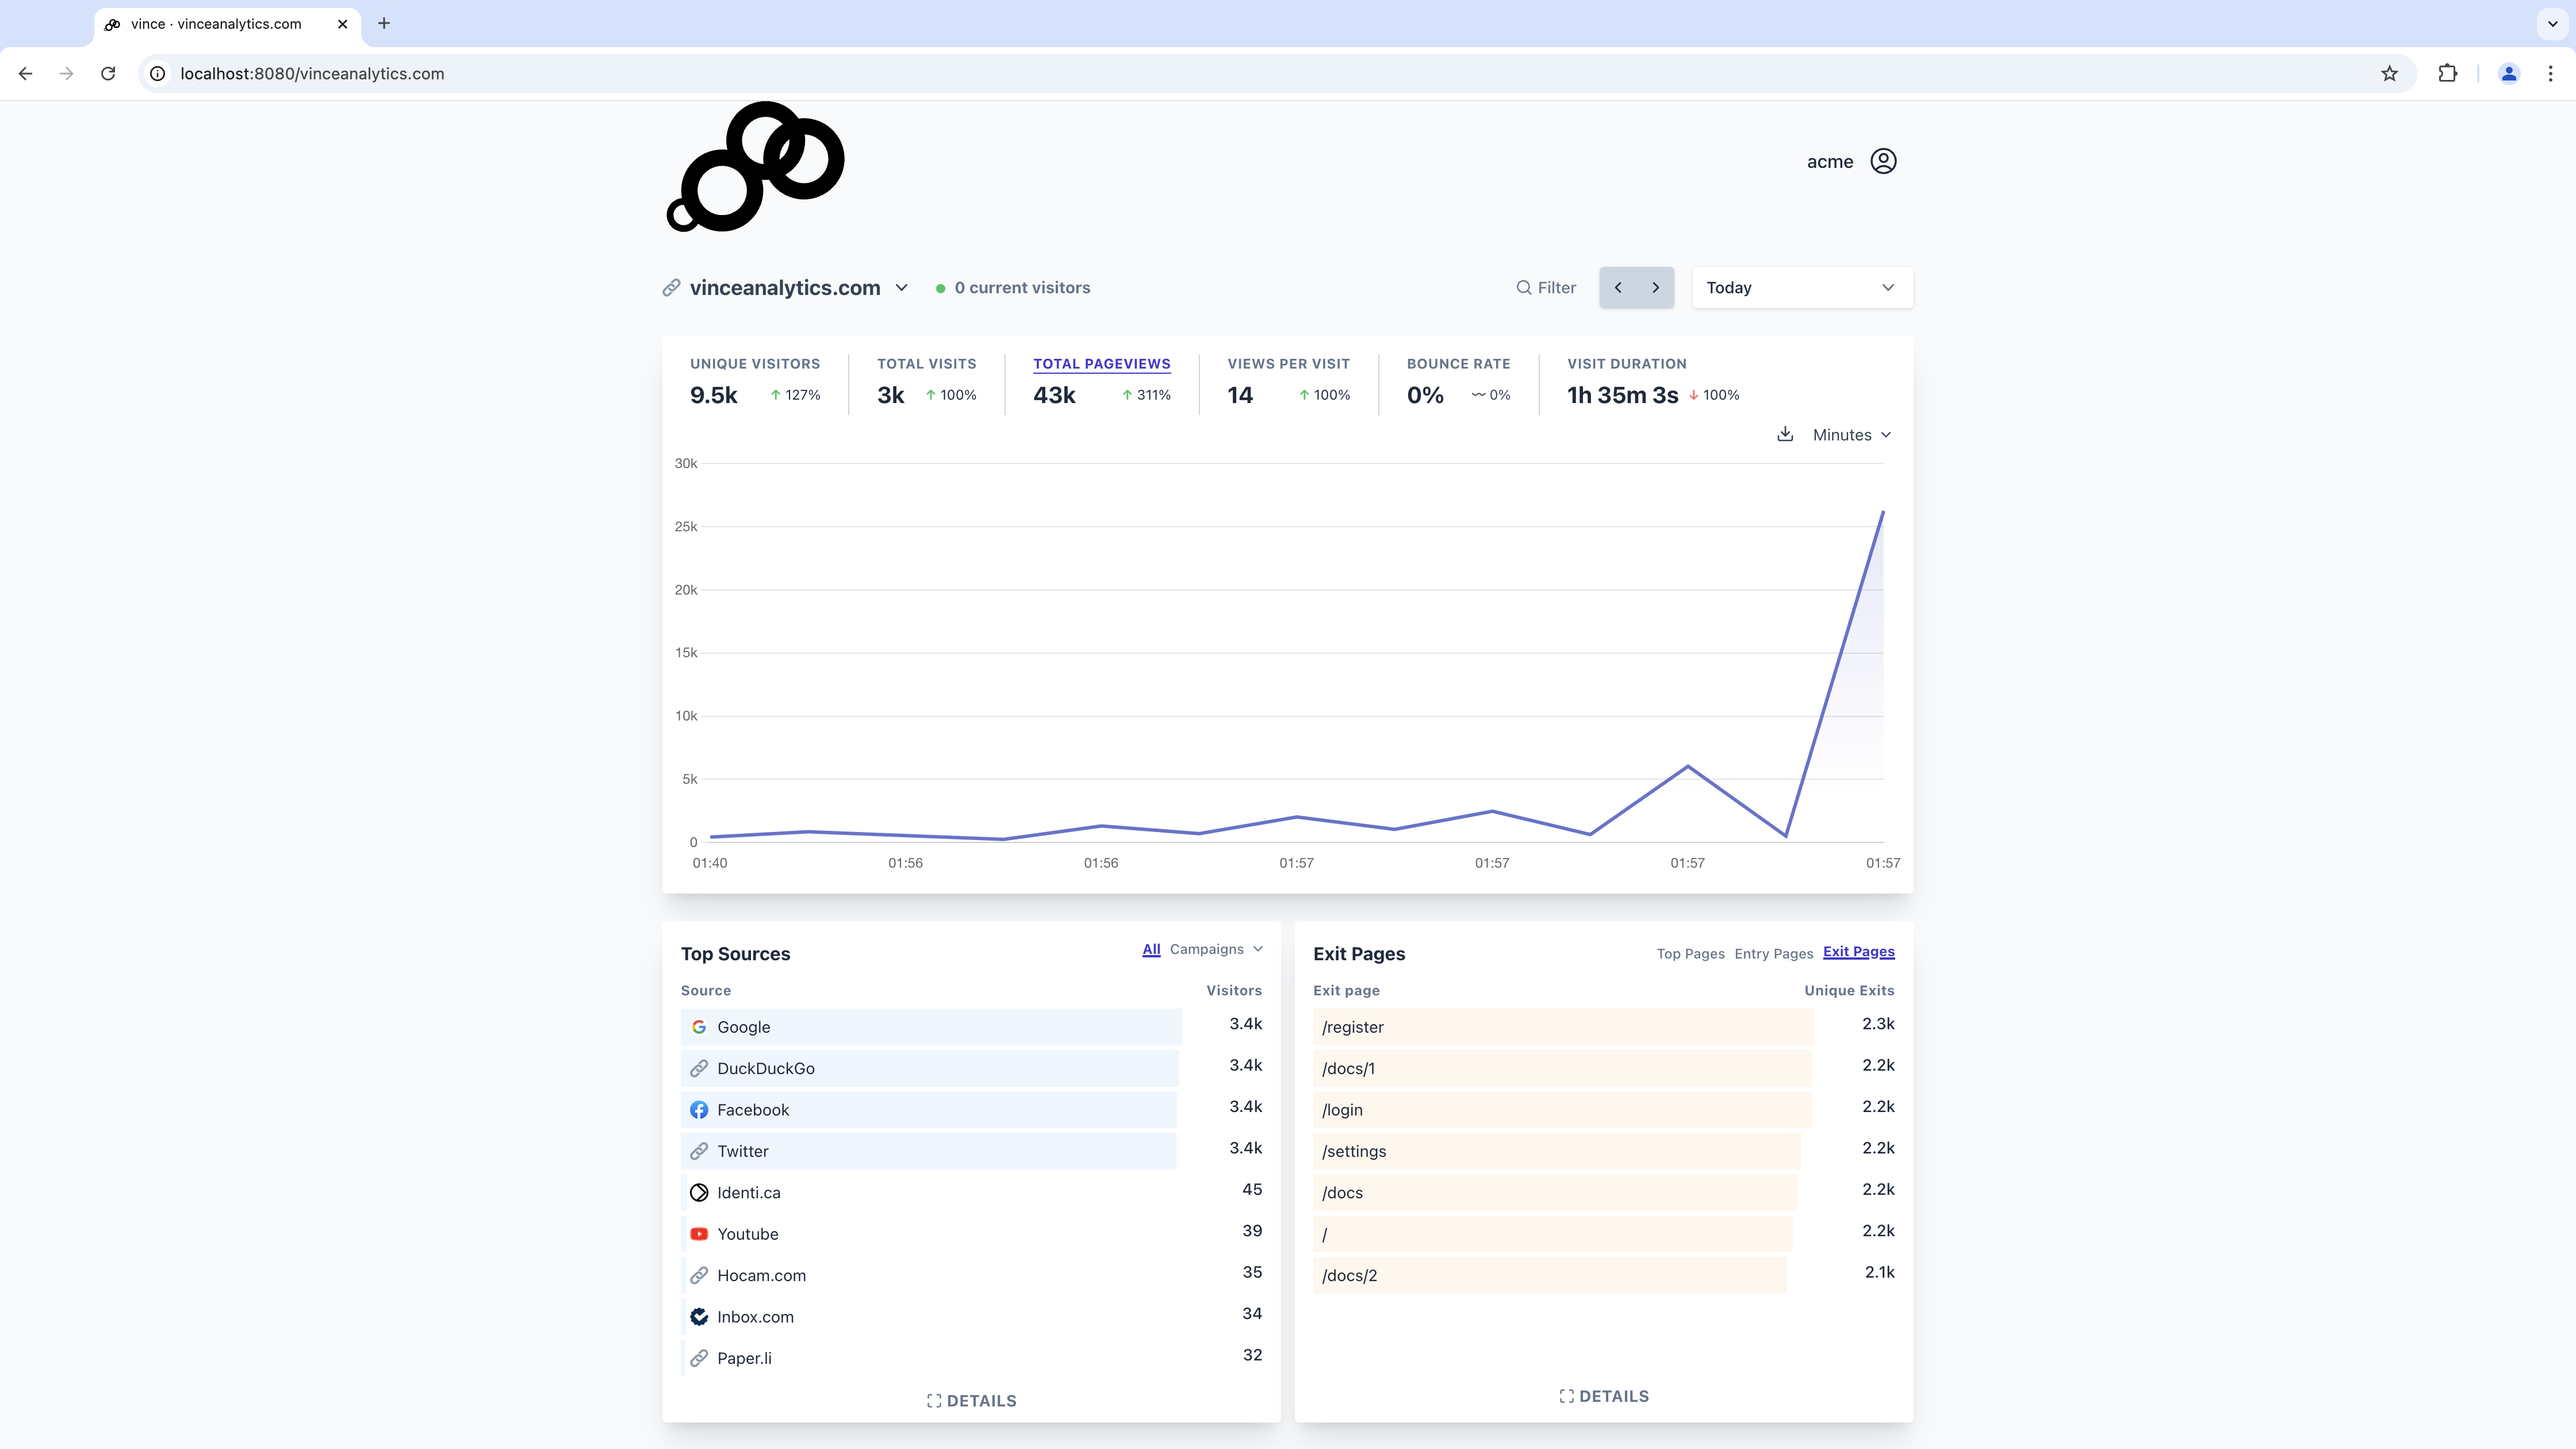 vince · vinceanalytics.com
localhost:8080/vinceanalytics.com
acme
vinceanalytics.com
0 current visitors
Filter
Today
UNIQUE VISITORS
9.5k 127%
TOTAL VISITS
3k 100%
TOTAL PAGEVIEWS
43k 311%
VIEWS PER VISIT
14 100%
BOUNCE RATE
0% 0%
VISIT DURATION
1h 35m 3s 100%
Minutes
30k
25k
20k
15k
10k
5k
0
01:40 01:56 01:56 01:57 01:57 01:57 01:57
Top Sources
All Campaigns
Source Visitors
Google 3.4k
DuckDuckGo 3.4k
Facebook 3.4k
Twitter 3.4k
Identi.ca 45
Youtube 39
Hocam.com 35
Inbox.com 34
Paper.li 32
DETAILS
Exit Pages
Top Pages Entry Pages Exit Pages
Exit page Unique Exits
/register 2.3k
/docs/1 2.2k
/login 2.2k
/settings 2.2k
/docs 2.2k
/ 2.2k
/docs/2 2.1k
DETAILS